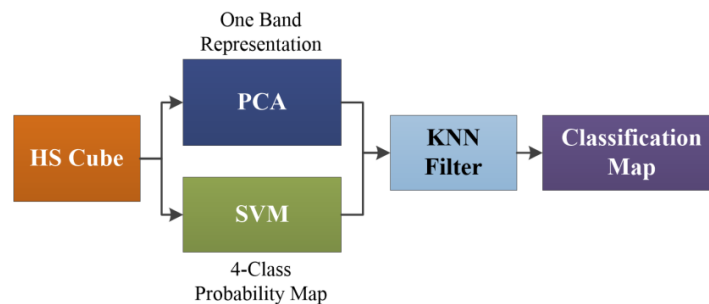 One Band
Representation
PCA
HS Cube
KNN
Filter
Classification
Map
SVM
4-Class
Probability Map